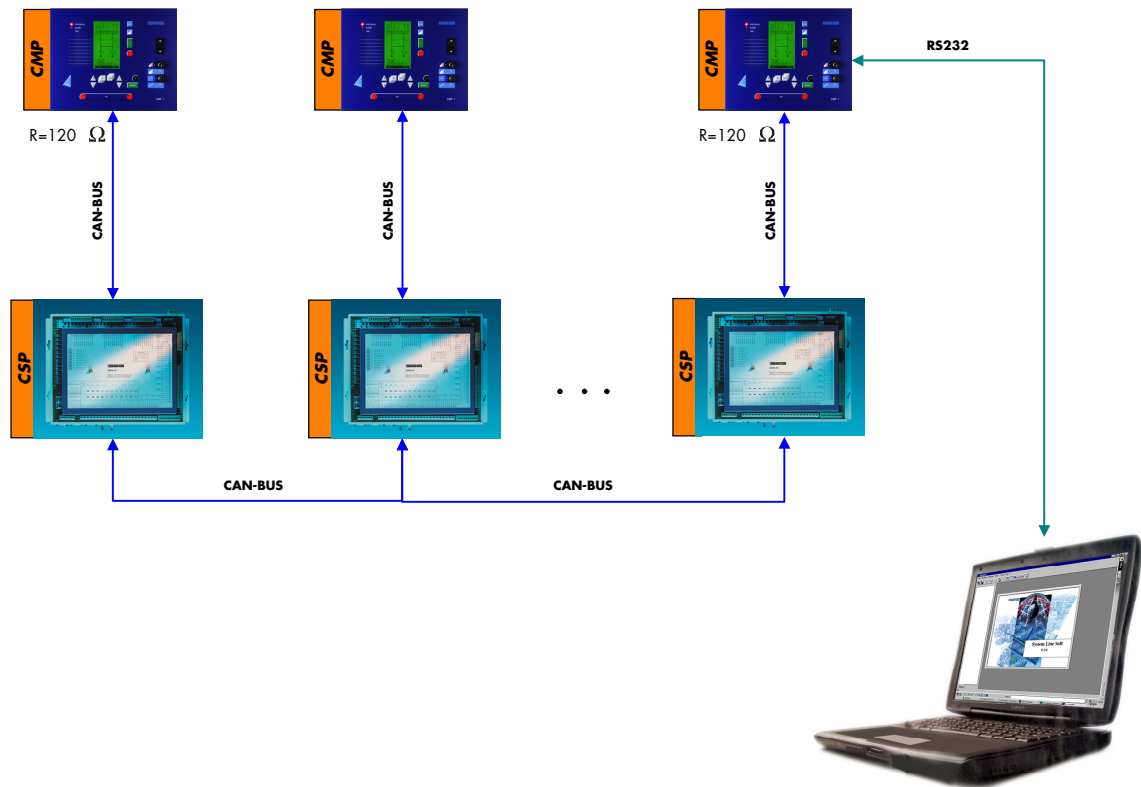 CMP
CMP
CMP
RS232
R=120 Ω
R=120 Ω
CAN-BUS
CAN-BUS
CAN-BUS
CSP
CSP
. . .
CSP
CAN-BUS
CAN-BUS
System Line Soft